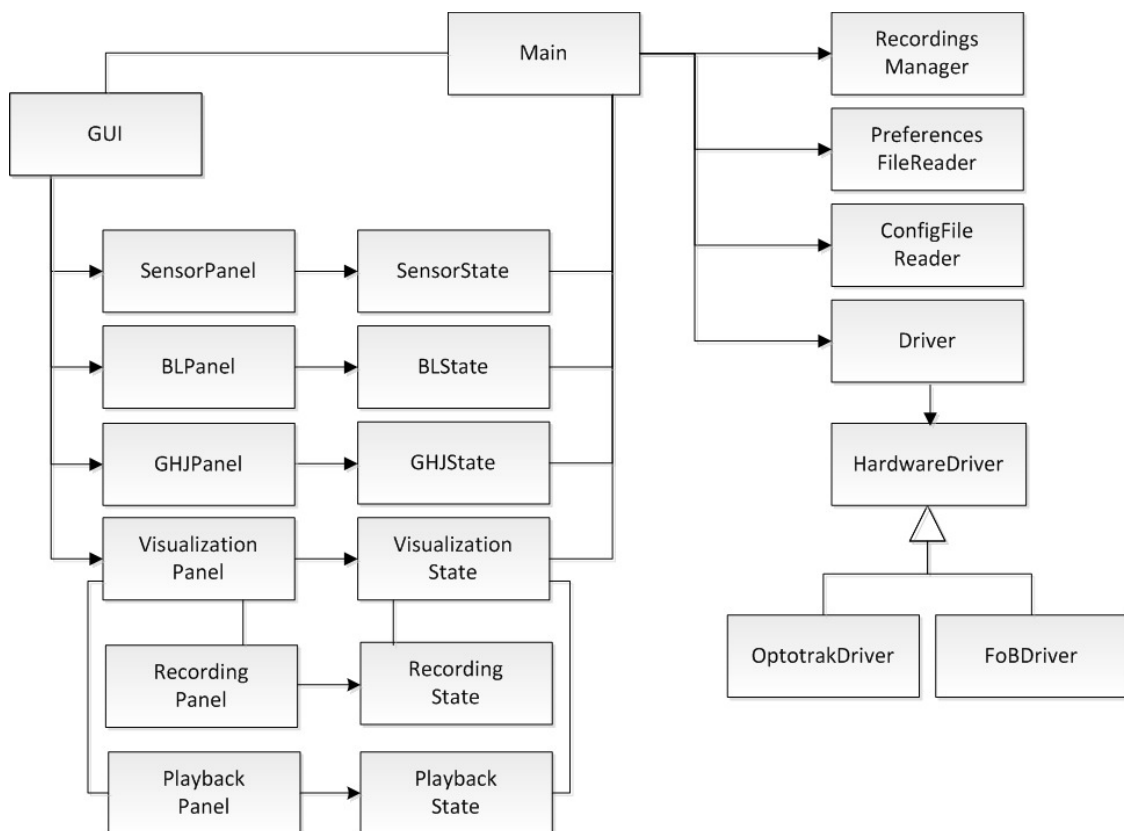 Main
Recordings
Manager
GUI
Preferences
FileReader
SensorPanel
SensorState
ConfigFile
Reader
BLPanel
BLState
Driver
GHJPanel
GHJState
HardwareDriver
Visualization
Panel
Visualization
State
Recording
Panel
Recording
State
OptotrakDriver
FoBDriver
Playback
Panel
Playback
State